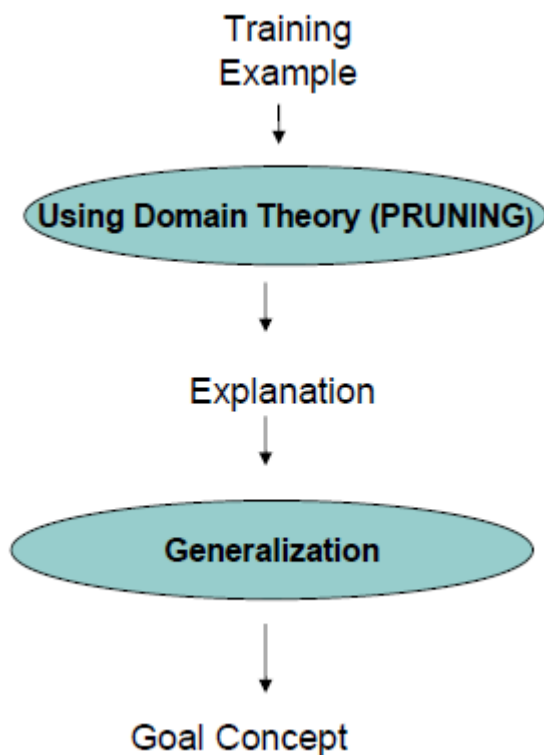 Training
Example
Using Domain Theory (PRUNING)
Explanation
Generalization
Goal Concept